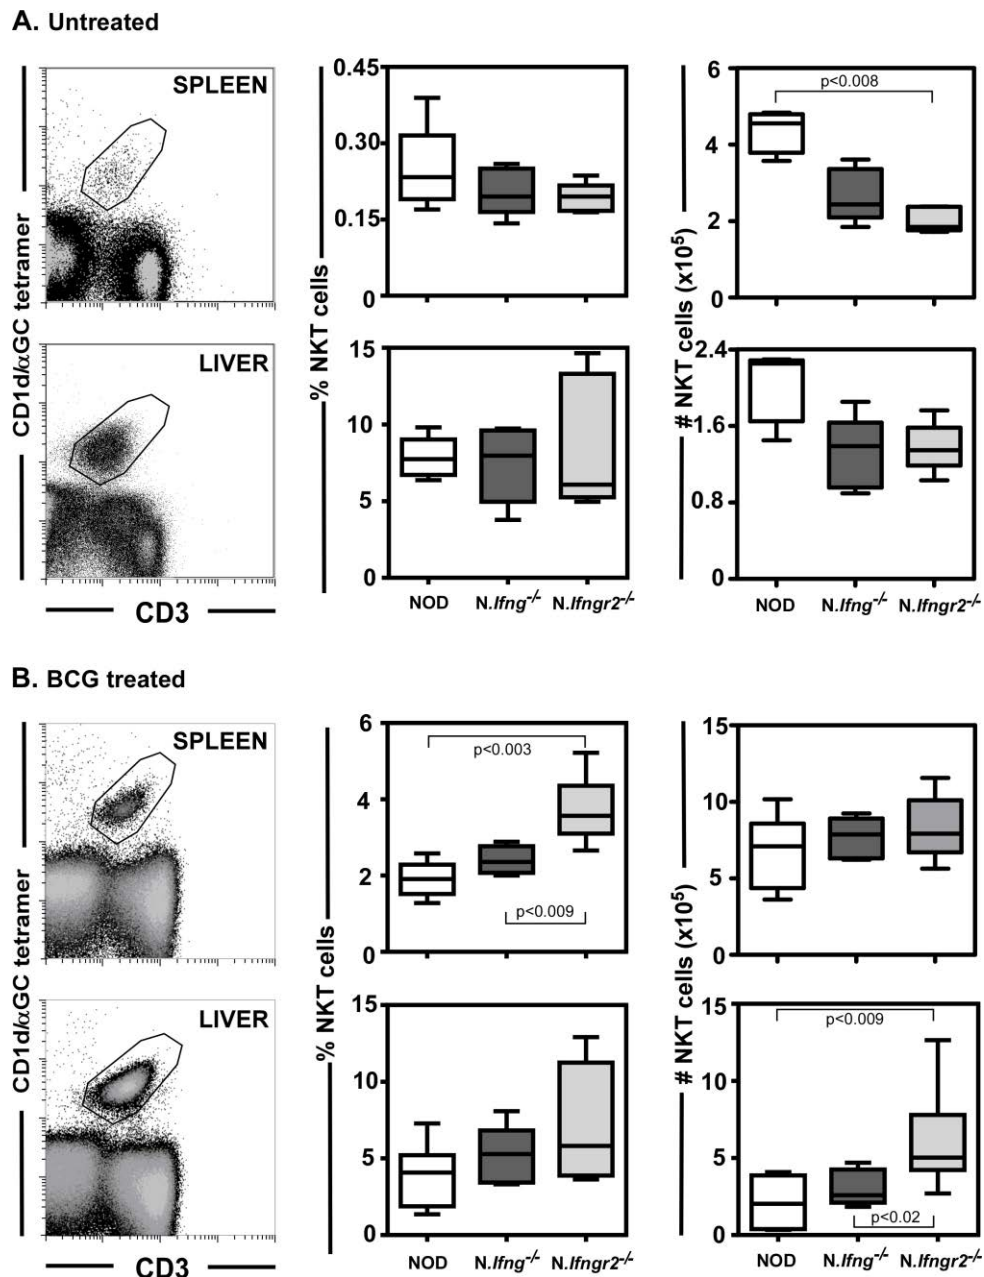 A. Untreated
SPLEEN
LIVER
CD1d/αGC tetramer
CD3
0.45
0.30
0.15
0
15
10
5
0
% NKT cells
NOD N.Ifng-/- N.Ifngr2-/-
6
4
2
0
p<0.008
2.4
1.6
0.8
0
# NKT cells (x10⁵)
NOD N.Ifng-/- N.Ifngr2-/-
B. BCG treated
SPLEEN
LIVER
CD1d/αGC tetramer
CD3
6
4
2
0
p<0.003
p<0.009
15
10
5
0
% NKT cells
NOD N.Ifng-/- N.Ifngr2-/-
15
10
5
0
15
10
5
0
p<0.009
p<0.02
# NKT cells (x10⁵)
NOD N.Ifng-/- N.Ifngr2-/-